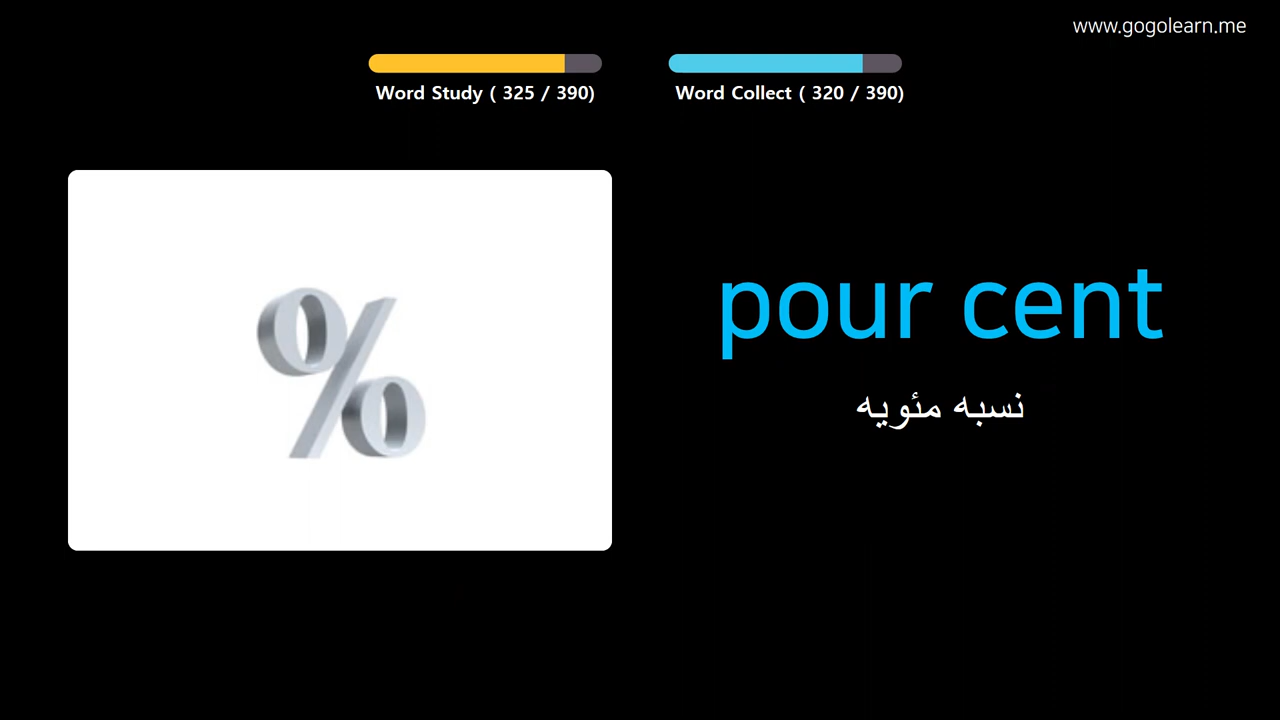 www.gogolearn.me
Word Study ( 325 / 390)
Word Collect ( 320 / 390)
%
pour cent
نسبه مئويه